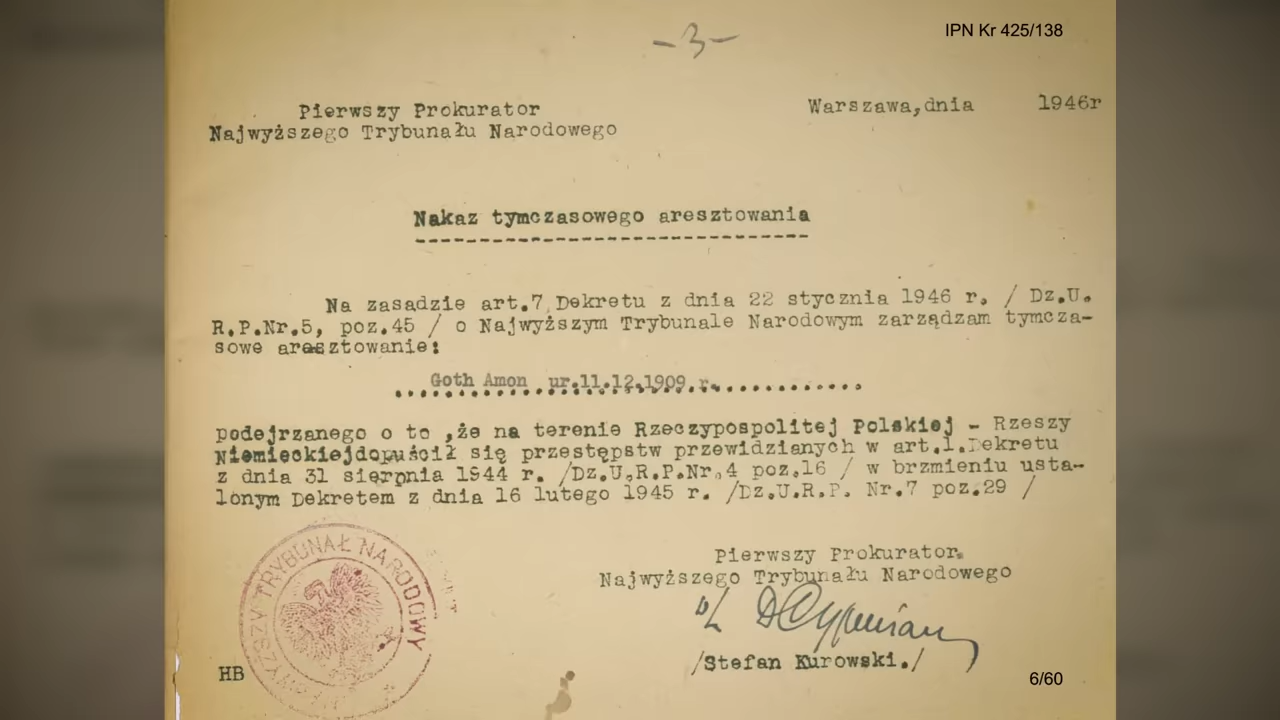 IPN Kr 425/138
-3-
Pierwszy Prokurator
Najwyższego Trybunału Narodowego
Warszawa,dnia 1946r
Nakaz tymczasowego aresztowania
Na zasadzie art.7 Dekretu z dnia 22 stycznia 1946 r. / Dz.U.
R.P.Nr.5, poz.45 / o Najwyższym Trybunale Narodowym zarządzam tymcza-
sowe aresztowanie:
Goth Amon ur.11.12.1909 r.
podejrzanego o to ,że na terenie Rzeczypospolitej Polskiej - Rzeszy
Niemieckiejdopuścił się przestępstw przewidzianych w art.1.Dekretu
z dnia 31 sierpnia 1944 r. /Dz.U.R.P.Nr.4 poz.16 / w brzmieniu usta-
lonym Dekretem z dnia 16 lutego 1945 r. /Dz.U.R.P. Nr.7 poz.29 /
Pierwszy Prokurator.
Najwyższego Trybunału Narodowego
/Stefan Kurowski./
TRYBUNAŁ NARODOWY
HB
6/60